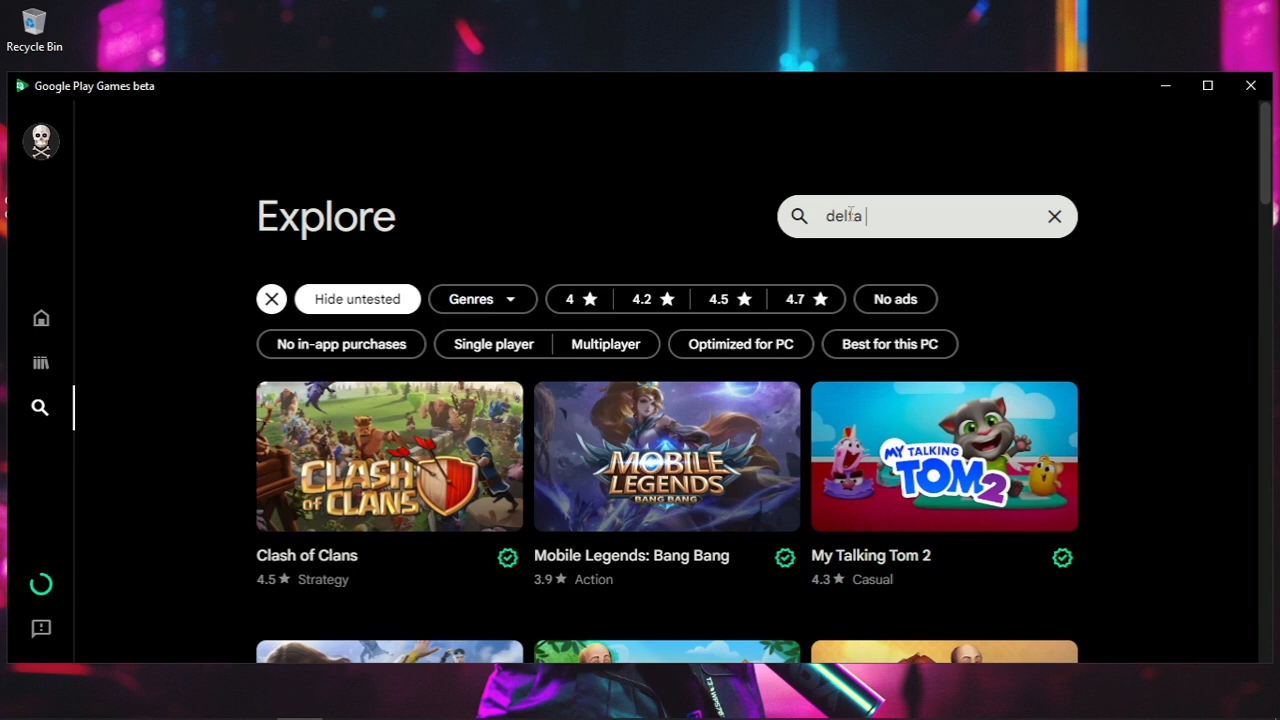 Recycle Bin
Google Play Games beta
Explore
delta
Hide untested
Genres
4 ★ 4.2 ★ 4.5 ★ 4.7 ★
No ads
No in-app purchases
Single player
Multiplayer
Optimized for PC
Best for this PC
CLASH OF CLANS
MOBILE LEGENDS
BANG BANG
MY TALKING
TOM 2
Clash of Clans
4.5 ★ Strategy
Mobile Legends: Bang Bang
3.9 ★ Action
My Talking Tom 2
4.3 ★ Casual